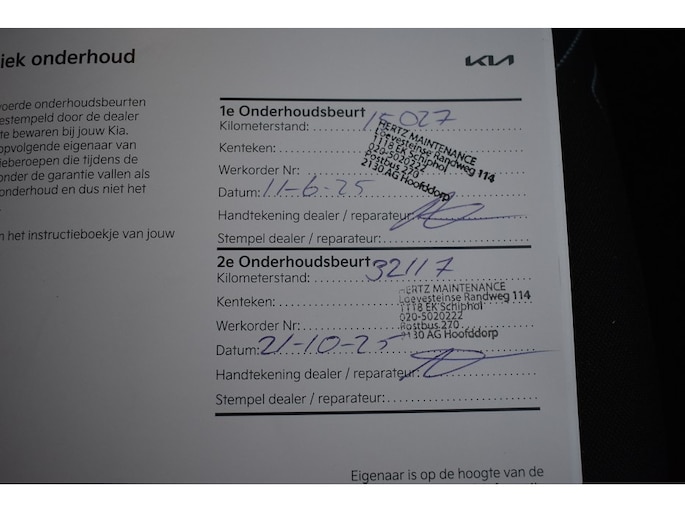 iek onderhoud
KIA
voerde onderhoudsbeurten
estempeld door de dealer
te bewaren bij jouw Kia.
opvolgende eigenaar van
ieberoepen die tijdens de
onder de garantie vallen als
onderhoud en dus niet het
n het instructieboekje van jouw
1e Onderhoudsbeurt
Kilometerstand: 15027
Kenteken:
Werkorder Nr:
Datum: 11-6-25
Handtekening dealer / reparateur:
Stempel dealer / reparateur:
HERTZ MAINTENANCE
Loevesteinse Randweg 114
1118 EK Schiphol
020-5020222
Postbus 270
2130 AG Hoofddorp
2e Onderhoudsbeurt
Kilometerstand: 32117
Kenteken:
Werkorder Nr:
Datum: 21-10-25
Handtekening dealer / reparateur:
Stempel dealer / reparateur:
HERTZ MAINTENANCE
Loevesteinse Randweg 114
1118 EK Schiphol
020-5020222
Postbus 270
2130 AG Hoofddorp
Eigenaar is op de hoogte van de